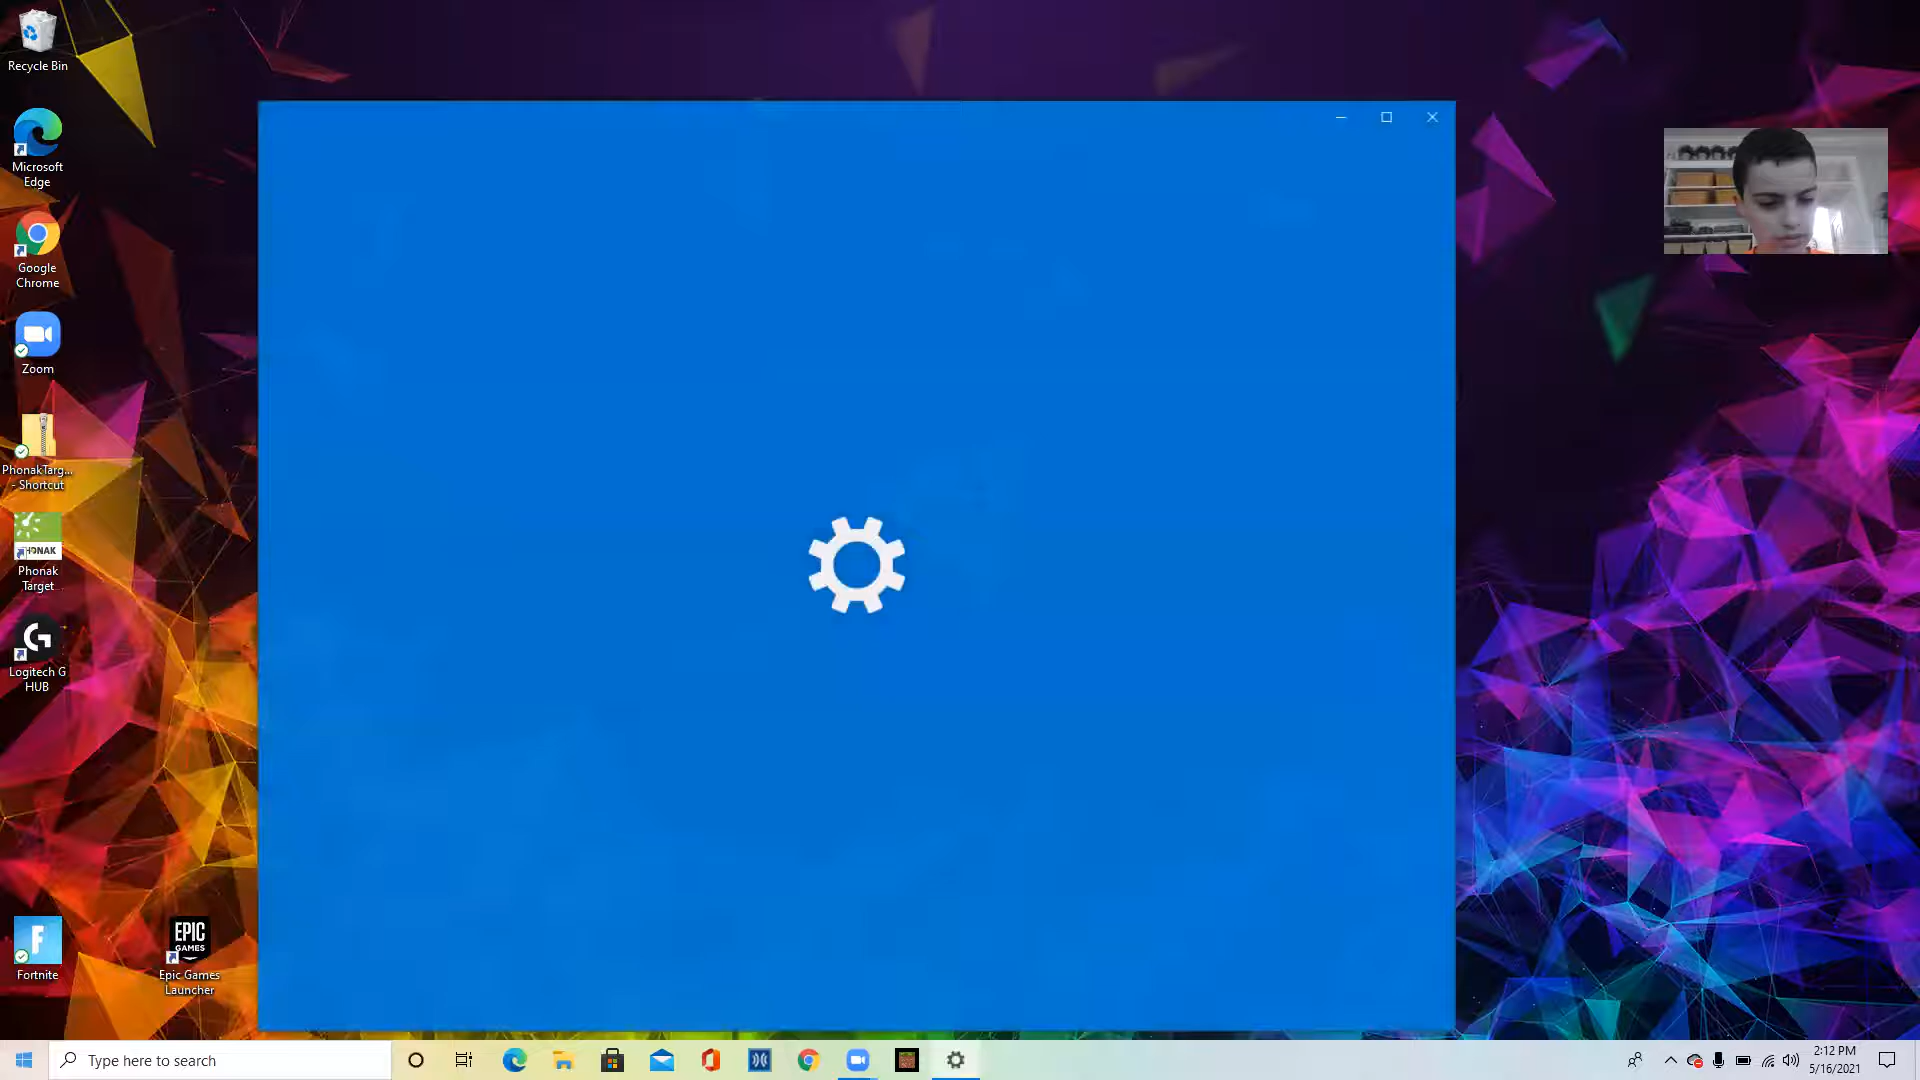 Recycle Bin
Microsoft
Edge
Google
Chrome
Zoom
PhonakTarg...
- Shortcut
PHONAK
Phonak
Target
Logitech G
HUB
Fortnite
EPIC
GAMES
Epic Games
Launcher
Type here to search
2:12 PM
5/16/2021